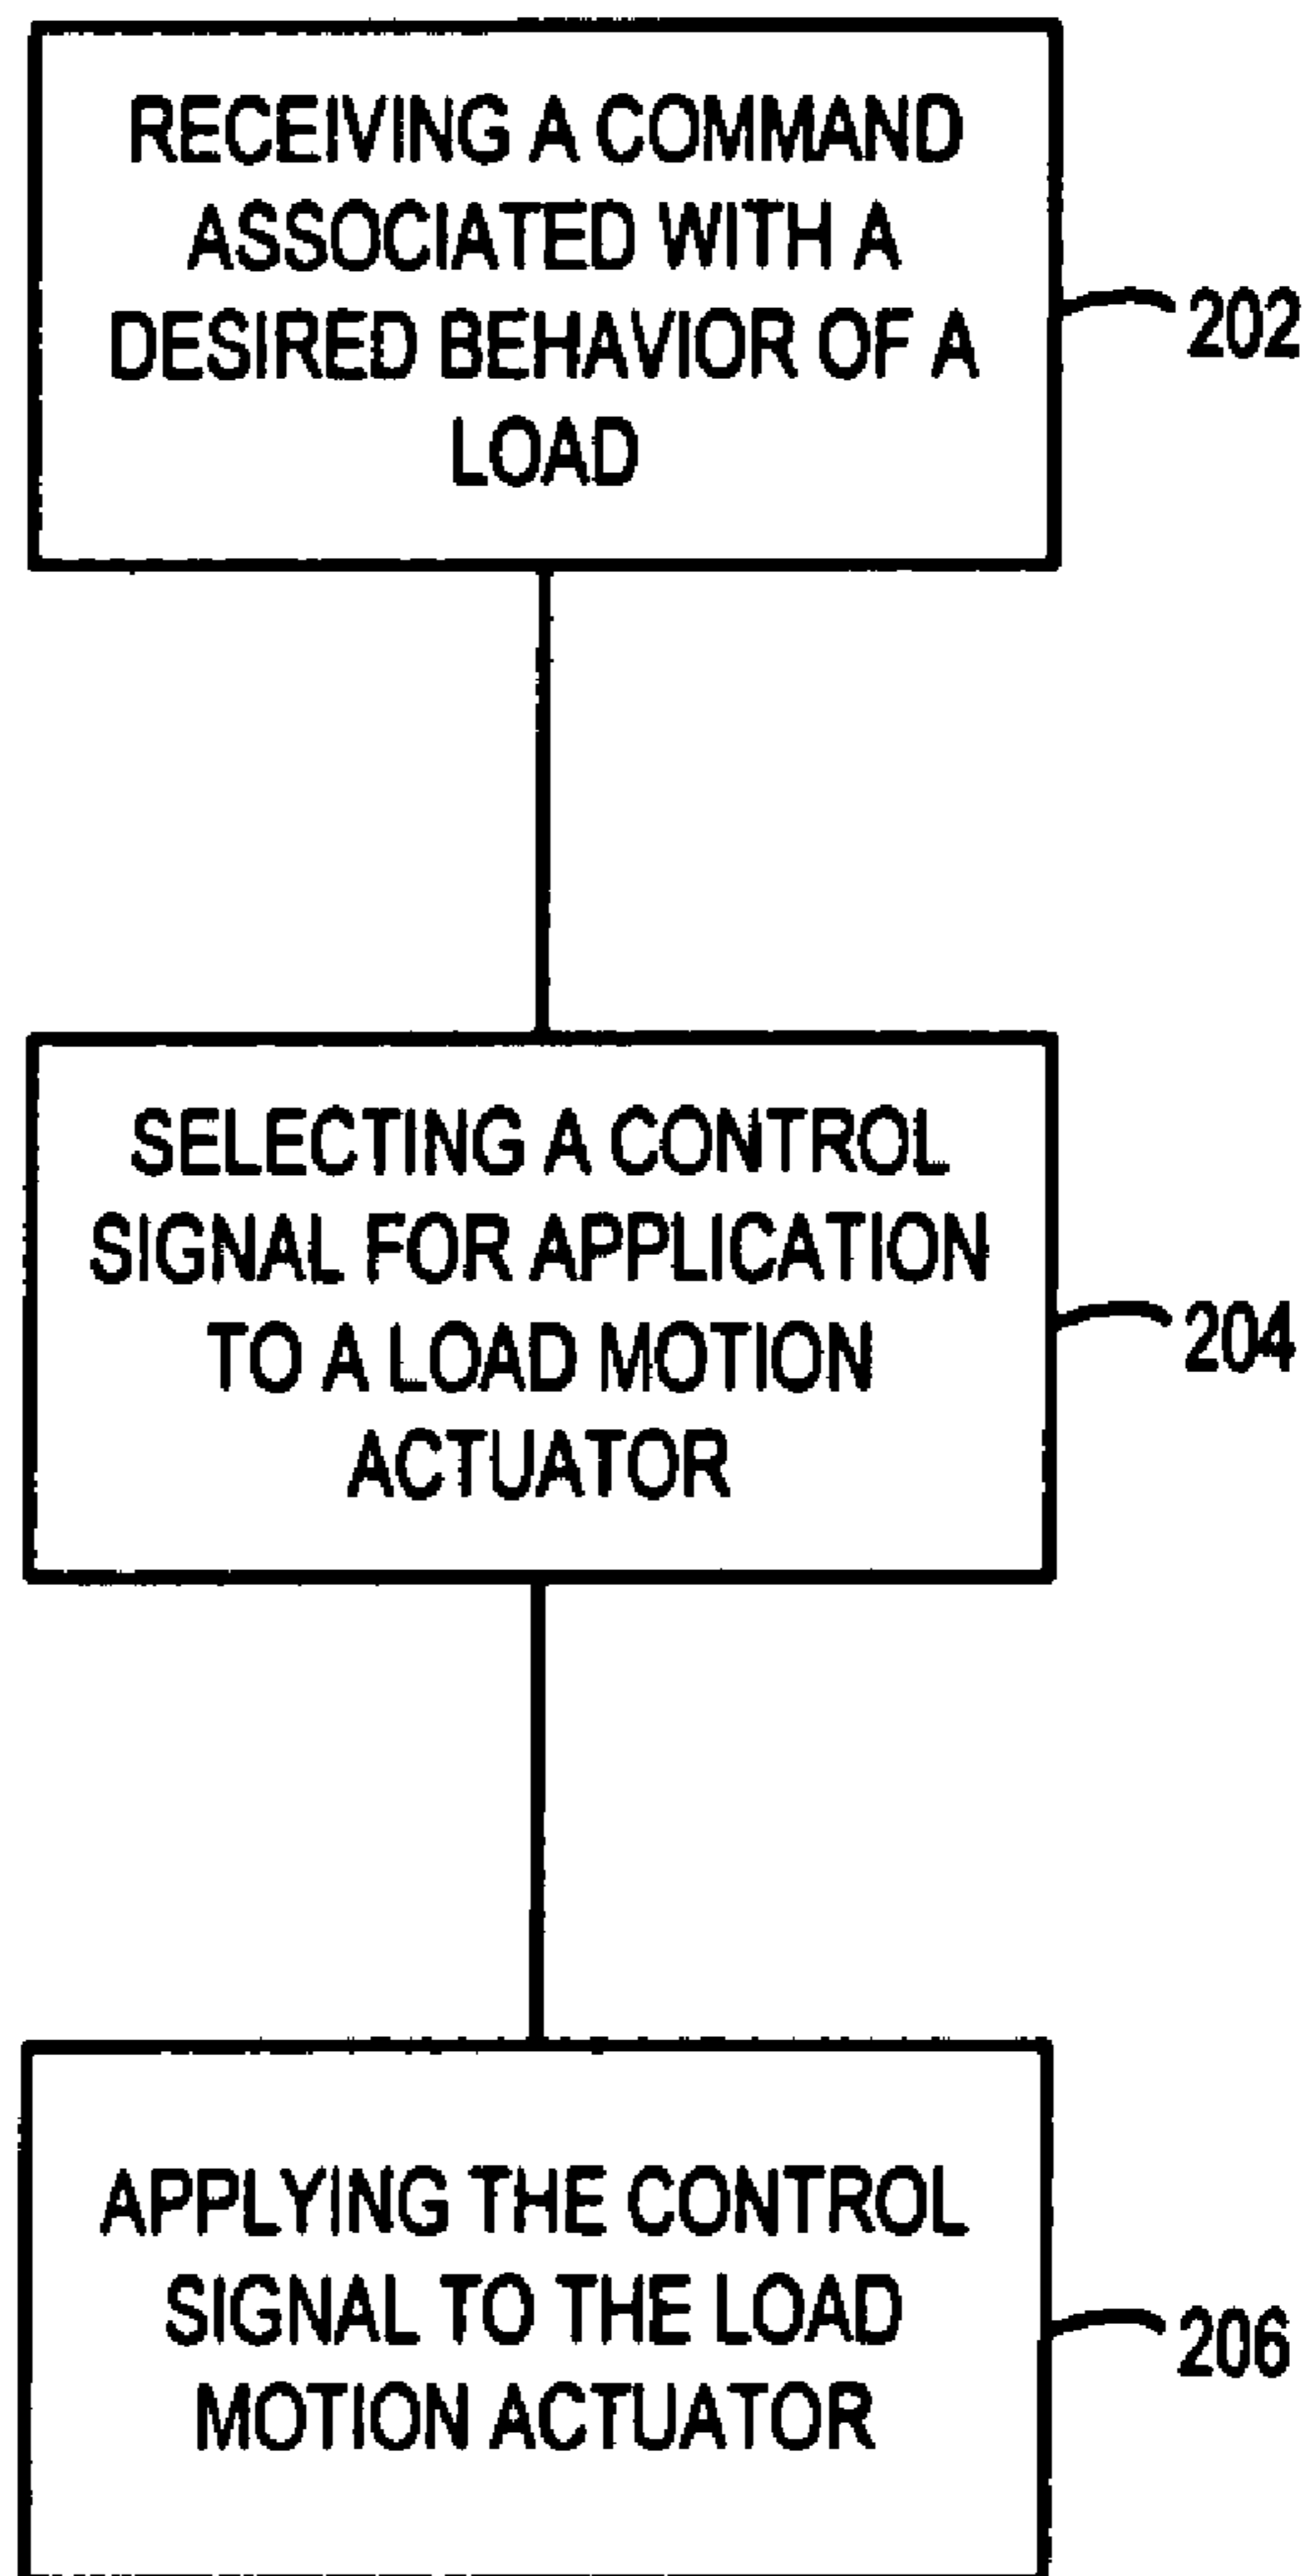 RECEIVING A COMMAND
ASSOCIATED WITH A
DESIRED BEHAVIOR OF A
LOAD
202
SELECTING A CONTROL
SIGNAL FOR APPLICATION
TO A LOAD MOTION
ACTUATOR
204
APPLYING THE CONTROL
SIGNAL TO THE LOAD
MOTION ACTUATOR
206